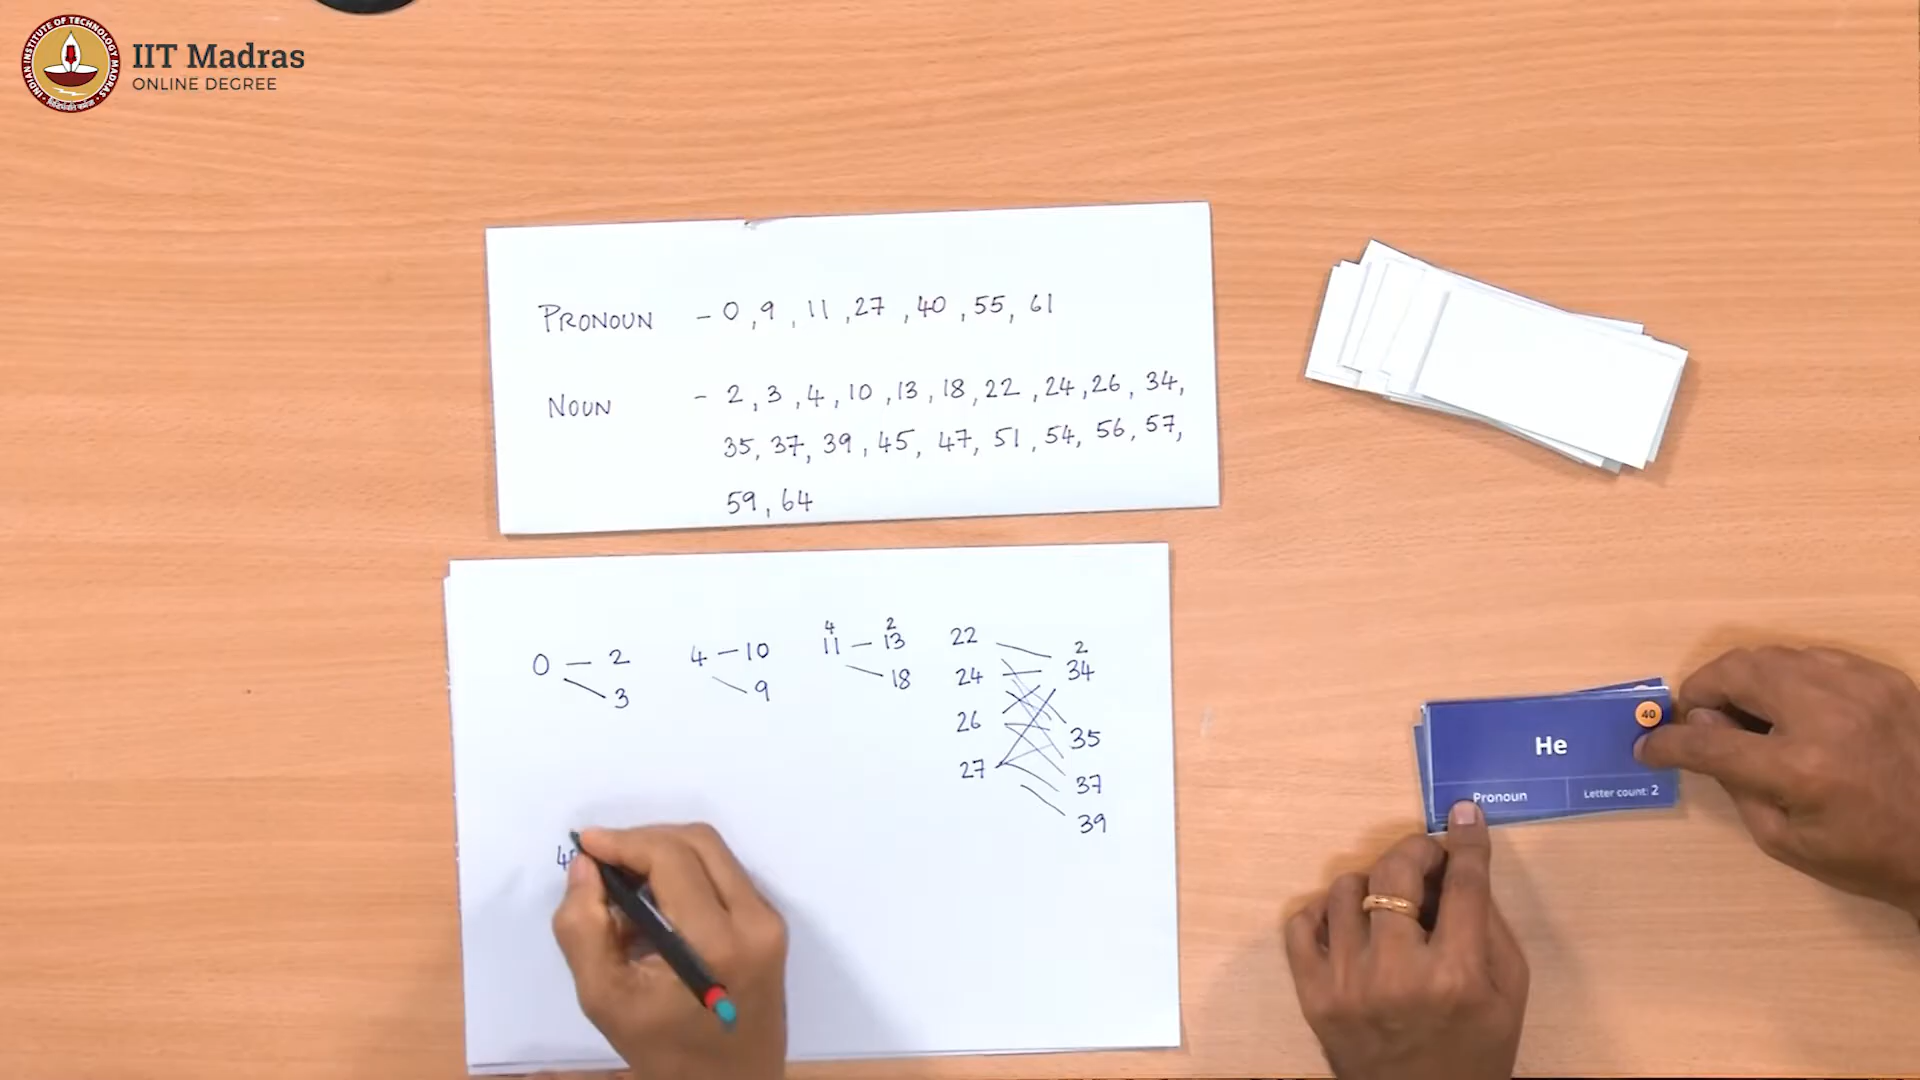 IIT Madras
ONLINE DEGREE
PRONOUN - 0, 9, 11, 27, 40, 55, 61
NOUN - 2, 3, 4, 10, 13, 18, 22, 24, 26, 34,
35, 37, 39, 45, 47, 51, 54, 56, 57,
59, 64
0 — 2
3
4 — 10
9
4 2
11 — 13
18
22
24
26
27
2
34
35
37
39
40
He
Pronoun
Letter count: 2